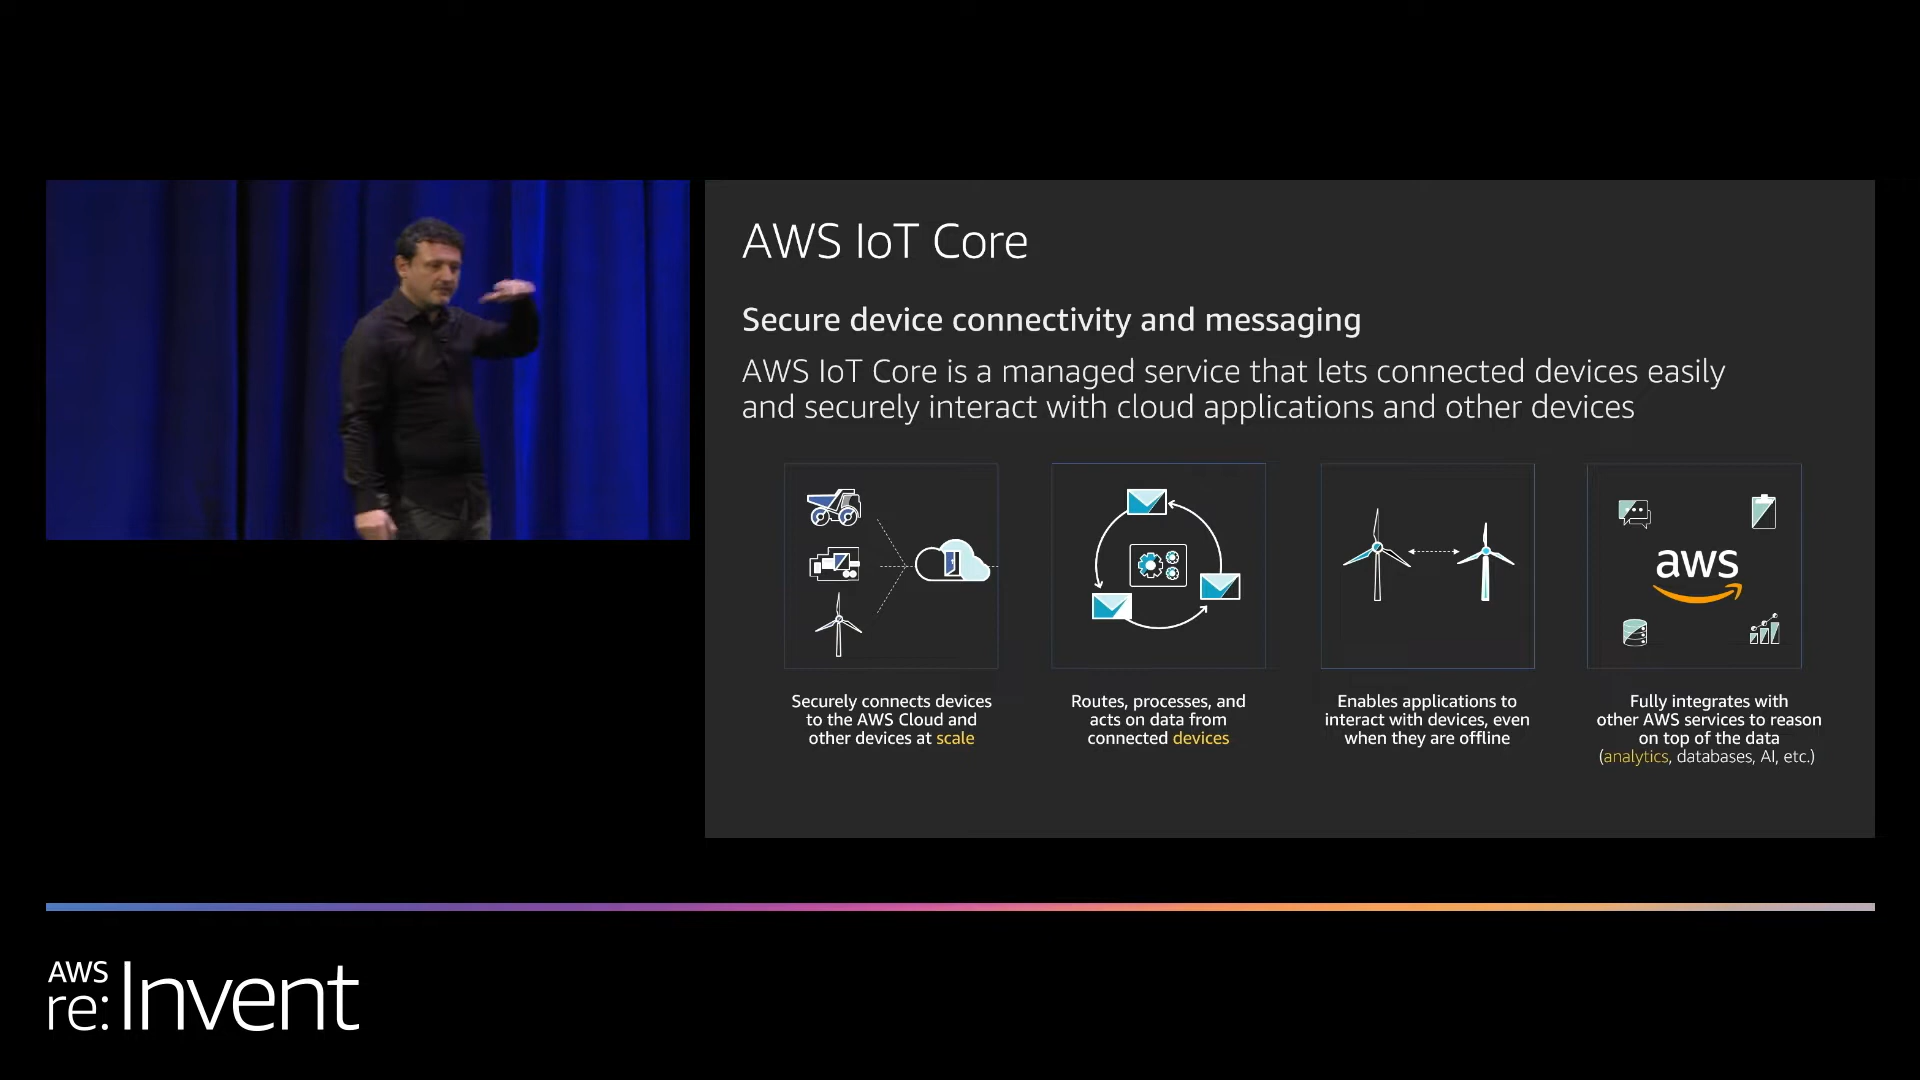 AWS IoT Core
Secure device connectivity and messaging
AWS IoT Core is a managed service that lets connected devices easily
and securely interact with cloud applications and other devices
aws
Securely connects devices
to the AWS Cloud and
other devices at scale
Routes, processes, and
acts on data from
connected devices
Enables applications to
interact with devices, even
when they are offline
Fully integrates with
other AWS services to reason
on top of the data
(analytics, databases, AI, etc.)
AWS
re:Invent